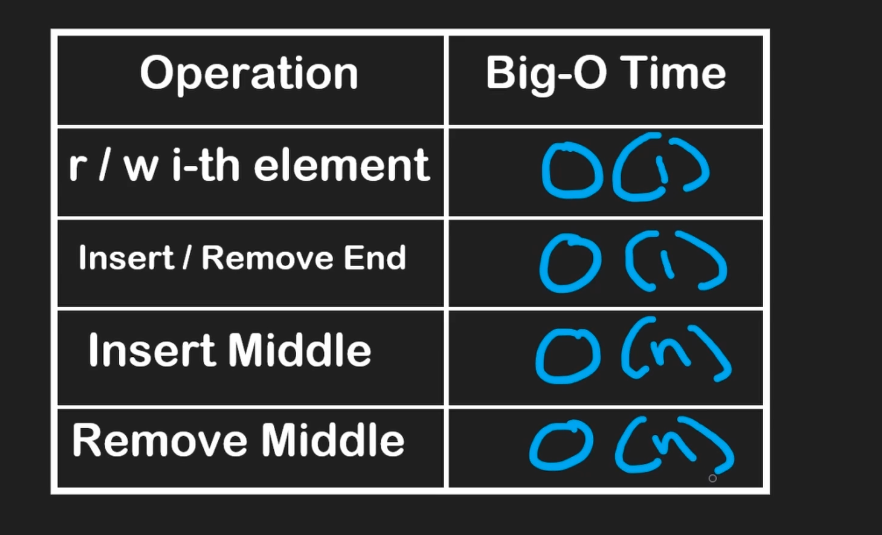 Operation Big-O Time
r / w i-th element O(1)
Insert / Remove End O(1)
Insert Middle O(n)
Remove Middle O(n)